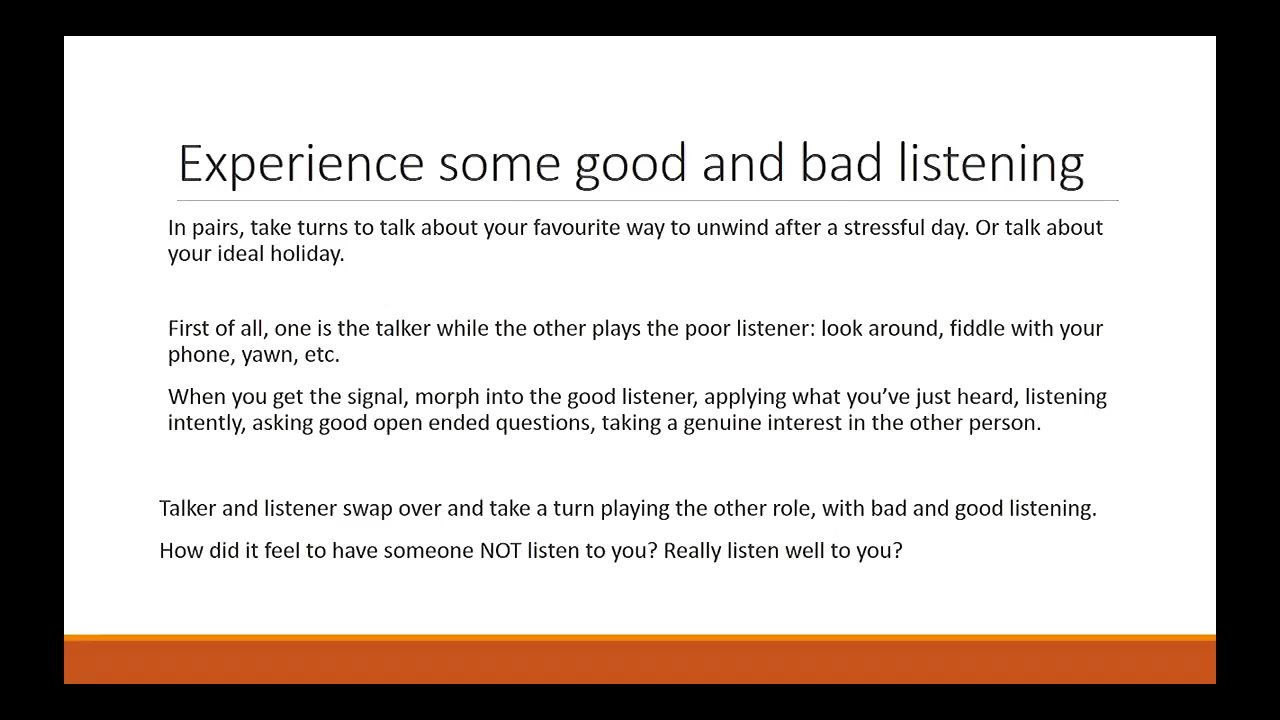 Experience some good and bad listening
In pairs, take turns to talk about your favourite way to unwind after a stressful day. Or talk about
your ideal holiday.
First of all, one is the talker while the other plays the poor listener: look around, fiddle with your
phone, yawn, etc.
When you get the signal, morph into the good listener, applying what you’ve just heard, listening
intently, asking good open ended questions, taking a genuine interest in the other person.
Talker and listener swap over and take a turn playing the other role, with bad and good listening.
How did it feel to have someone NOT listen to you? Really listen well to you?